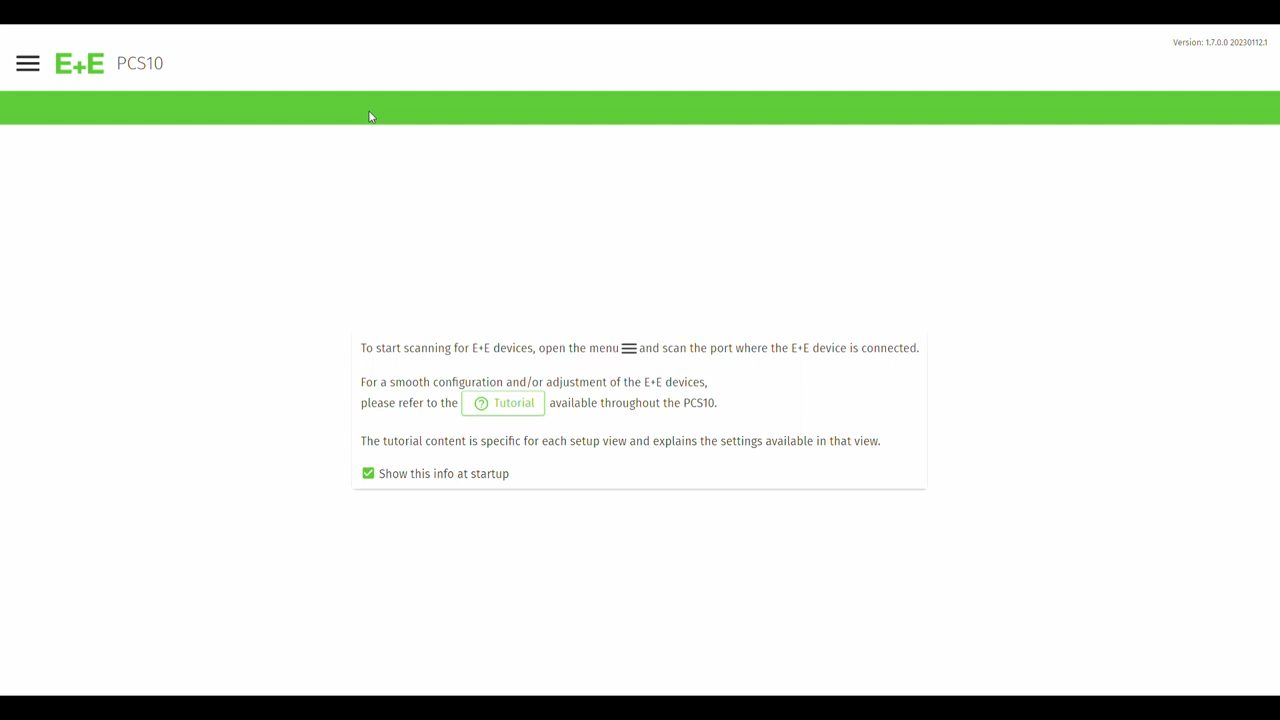 Version: 1.7.0.0 20230112.1
E+E PCS10
To start scanning for E+E devices, open the menu and scan the port where the E+E device is connected.
For a smooth configuration and/or adjustment of the E+E devices,
please refer to the Tutorial available throughout the PCS10.
The tutorial content is specific for each setup view and explains the settings available in that view.
Show this info at startup